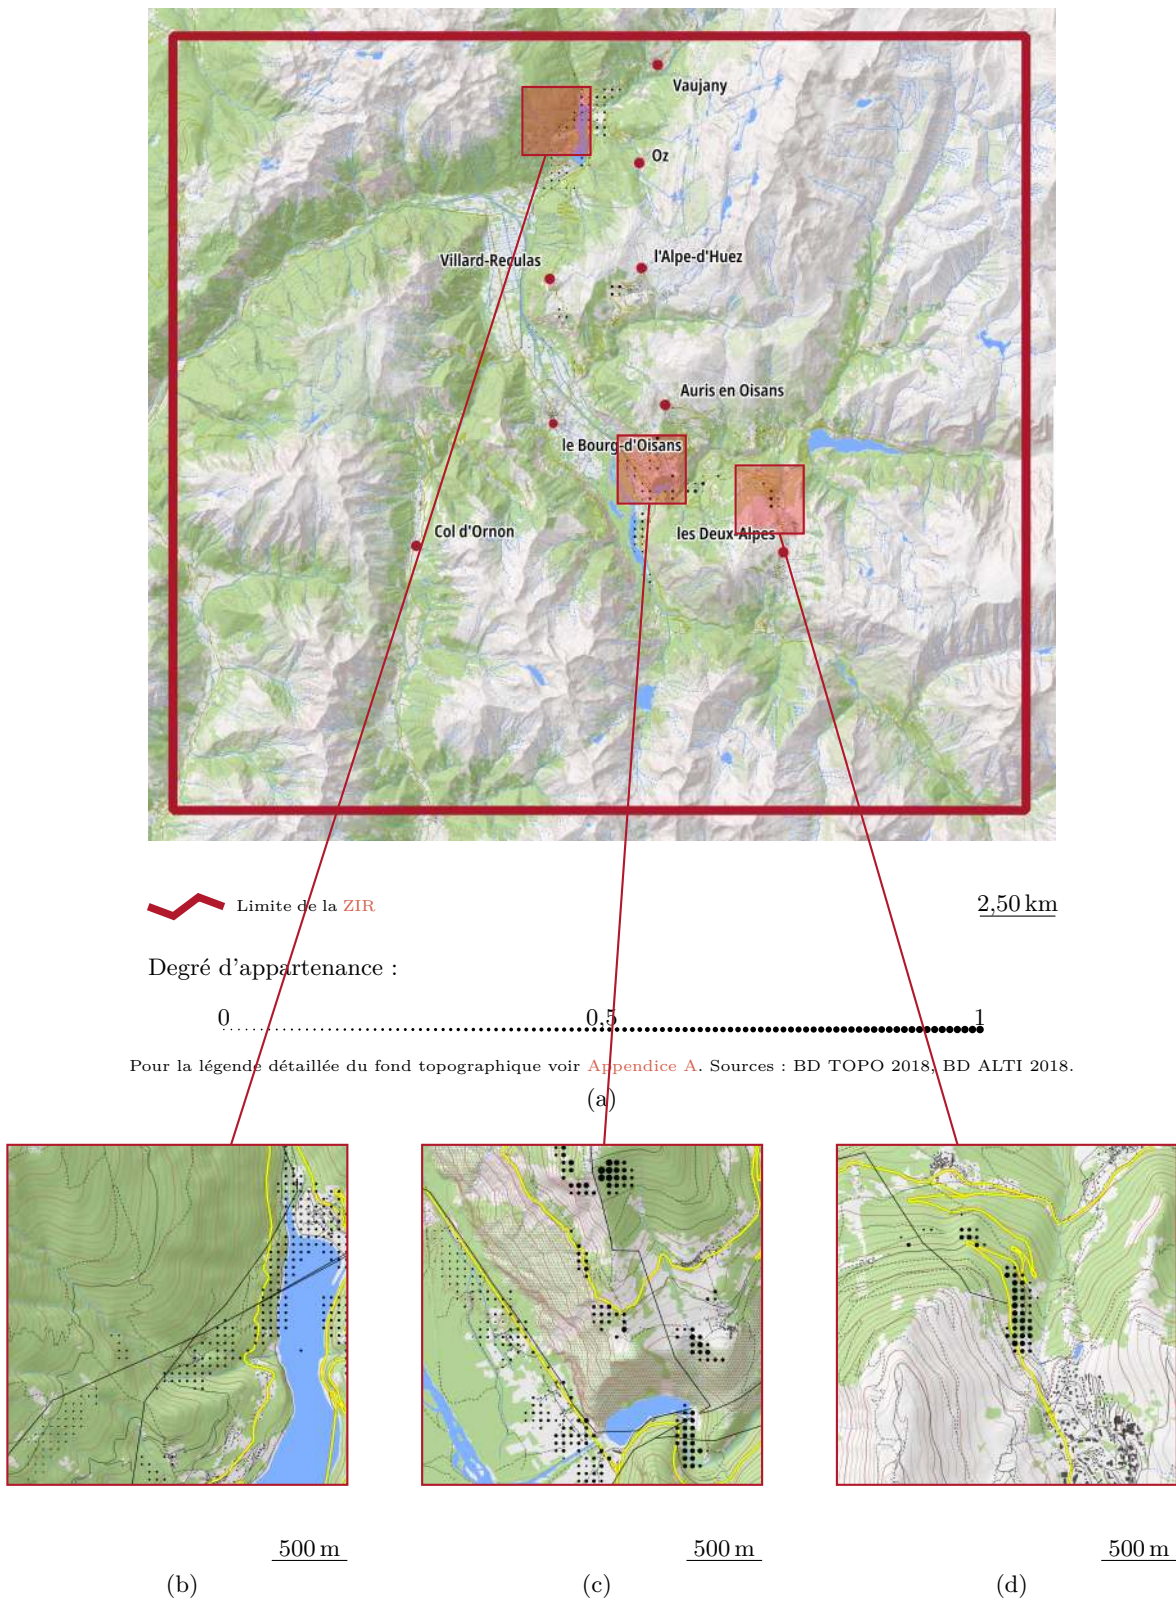 Vaujany
Oz
Villard-Reculas
l'Alpe-d'Huez
Auris en Oisans
le Bourg-d'Oisans
Col d'Ornon
les Deux-Alpes
Limite de la ZIR
2,50 km
Degré d'appartenance :
0 0,5 1
Pour la légende détaillée du fond topographique voir Appendice A. Sources : BD TOPO 2018, BD ALTI 2018.
(a)
500 m 500 m 500 m
(b) (c) (d)